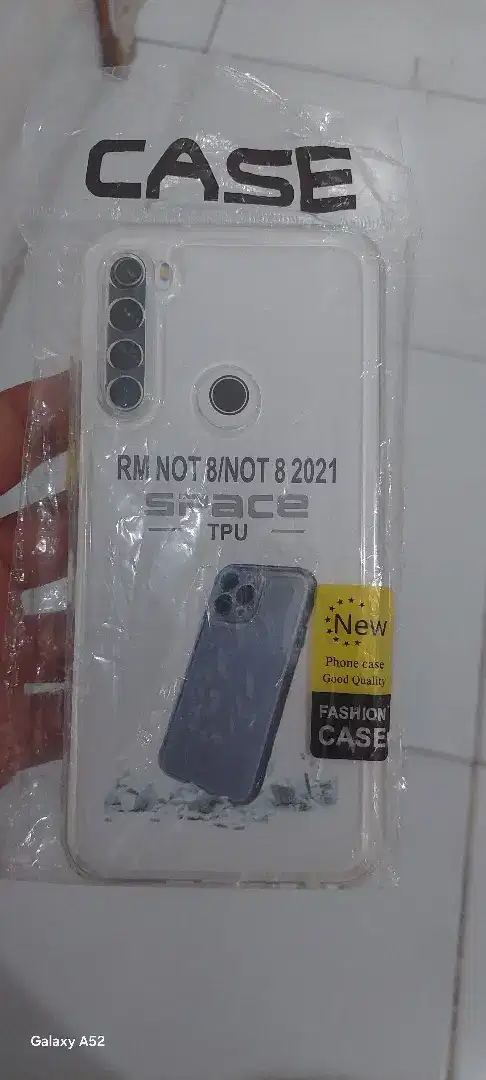 CASE
RM NOT 8/NOT 8 2021
SPACE
TPU
New
Phone case
Good Quality
FASHION
CASE
Galaxy A52